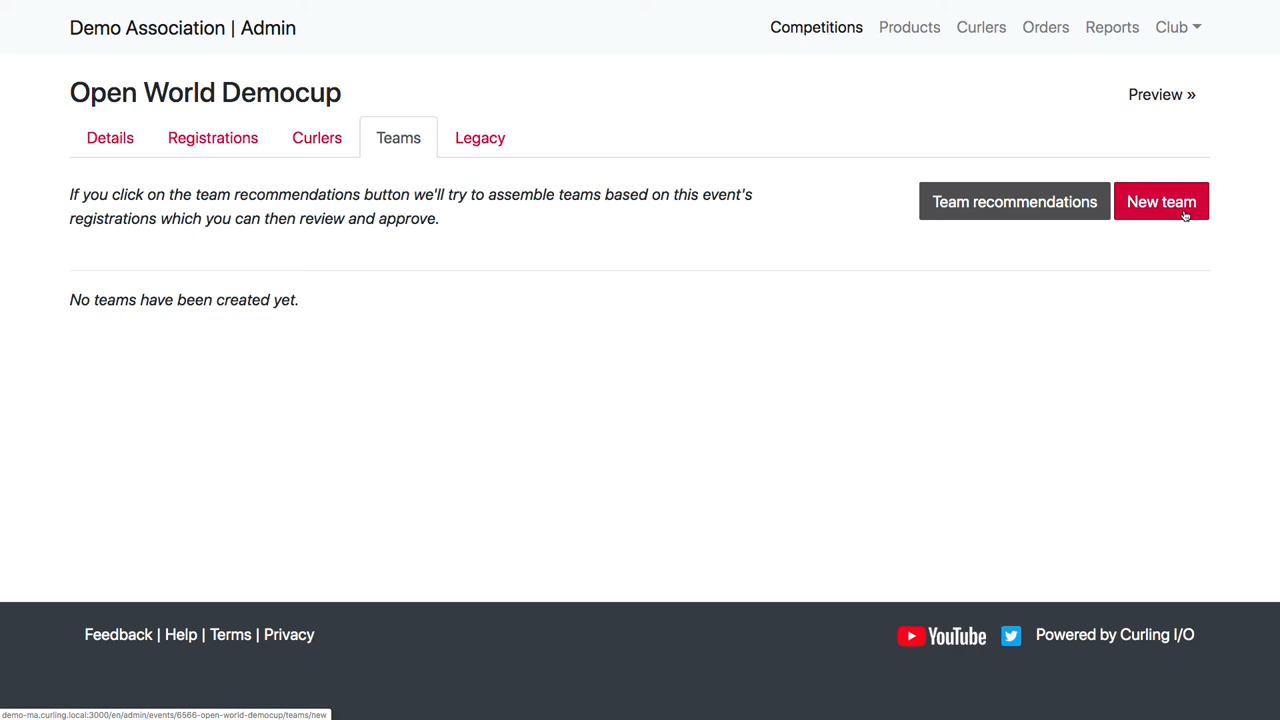 Demo Association | Admin
Competitions Products Curlers Orders Reports Club
Open World Democup
Preview »
Details Registrations Curlers Teams Legacy
If you click on the team recommendations button we'll try to assemble teams based on this event's
registrations which you can then review and approve.
Team recommendations New team
No teams have been created yet.
Feedback | Help | Terms | Privacy
YouTube Powered by Curling I/O
demo-ma.curling.local:3000/en/admin/events/6566-open-world-democup/teams/new